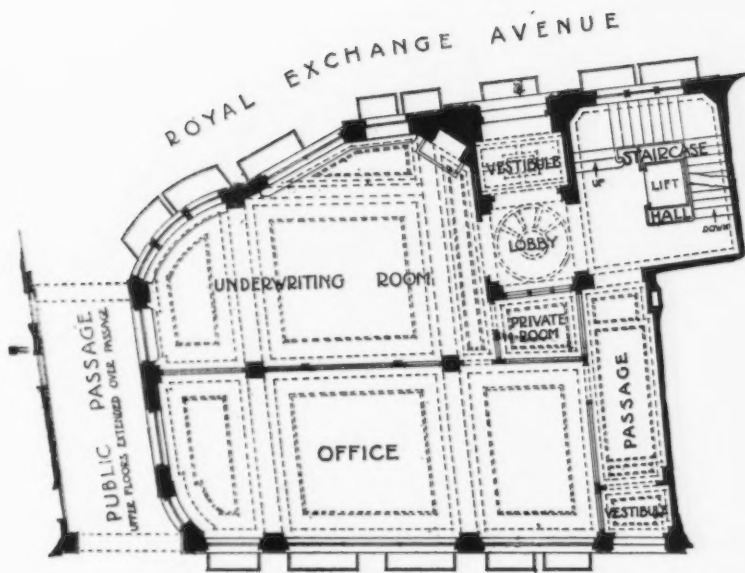 ROYAL EXCHANGE AVENUE
VESTIBULE
STAIRCASE
UP
LIFT
HALL
DOWN
LOBBY
UNDERWRITING ROOM
PRIVATE
ROOM
PUBLIC PASSAGE
UPPER FLOORS EXTENDED OVER PASSAGE
OFFICE
PASSAGE
VESTIBULE